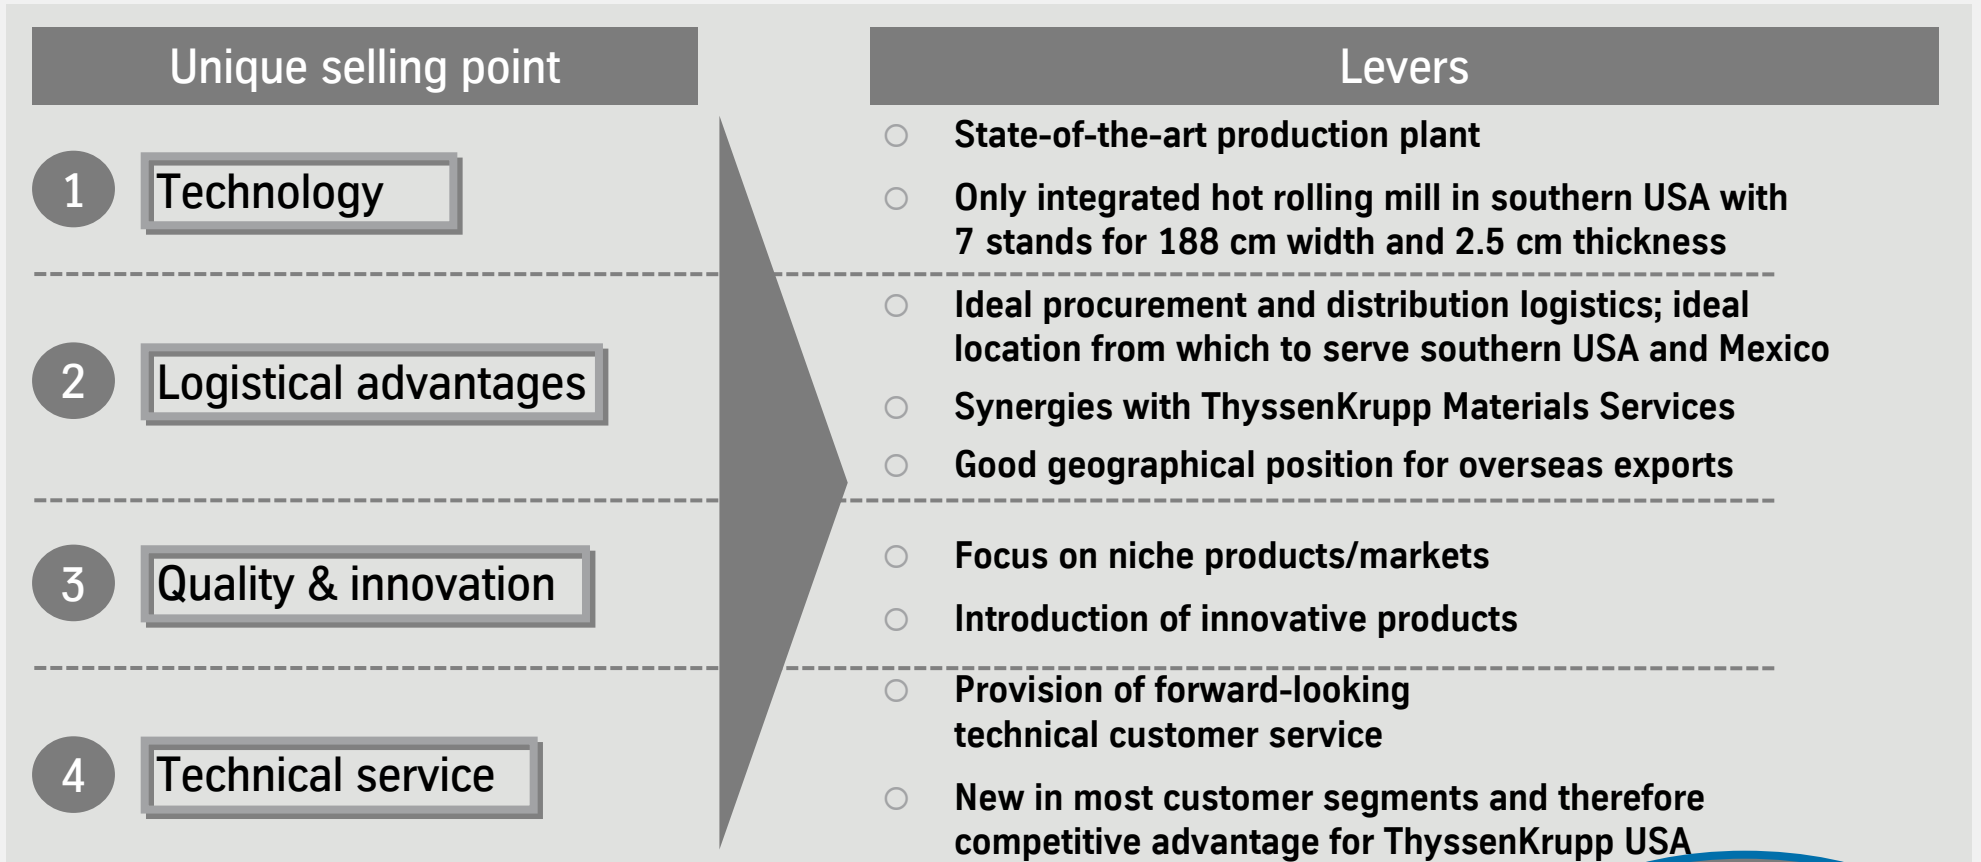 Unique selling point
Levers
1
Technology
State-of-the-art production plant
Only integrated hot rolling mill in southern USA with
7 stands for 188 cm width and 2.5 cm thickness
2
Logistical advantages
Ideal procurement and distribution logistics; ideal
location from which to serve southern USA and Mexico
Synergies with ThyssenKrupp Materials Services
Good geographical position for overseas exports
3
Quality & innovation
Focus on niche products/markets
Introduction of innovative products
4
Technical service
Provision of forward-looking
technical customer service
New in most customer segments and therefore
competitive advantage for ThyssenKrupp USA